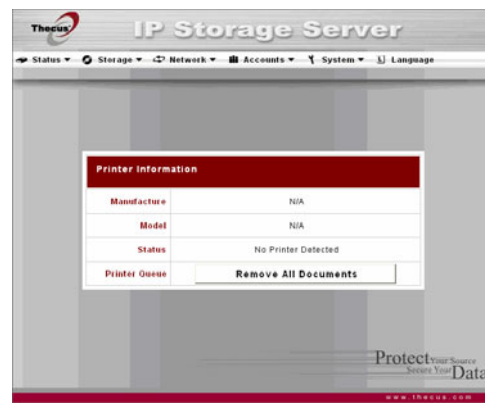 Thecus
IP Storage Server
Status Storage Network Accounts System Language
Printer Information
Manufacture N/A
Model N/A
Status No Printer Detected
Printer Queue Remove All Documents
Protect Your Source
Secure Your Data
www.thecus.com